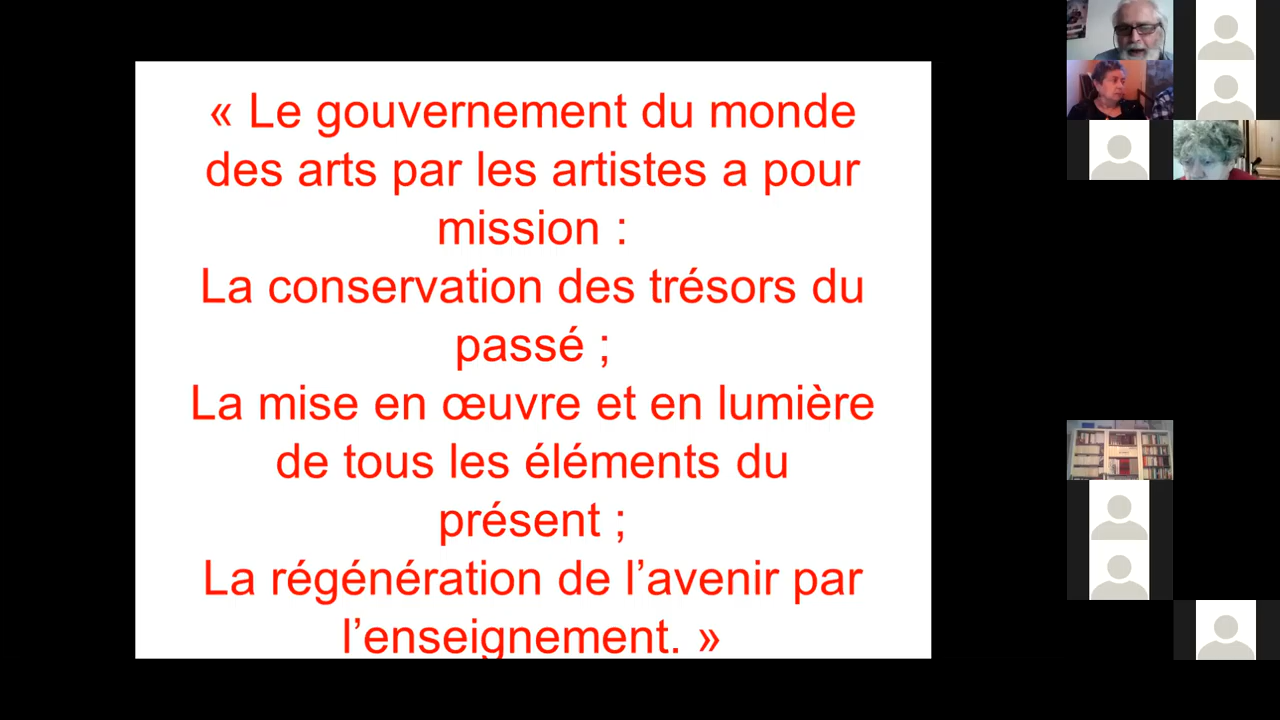 « Le gouvernement du monde
des arts par les artistes a pour
mission :
La conservation des trésors du
passé ;
La mise en œuvre et en lumière
de tous les éléments du
présent ;
La régénération de l’avenir par
l’enseignement. »